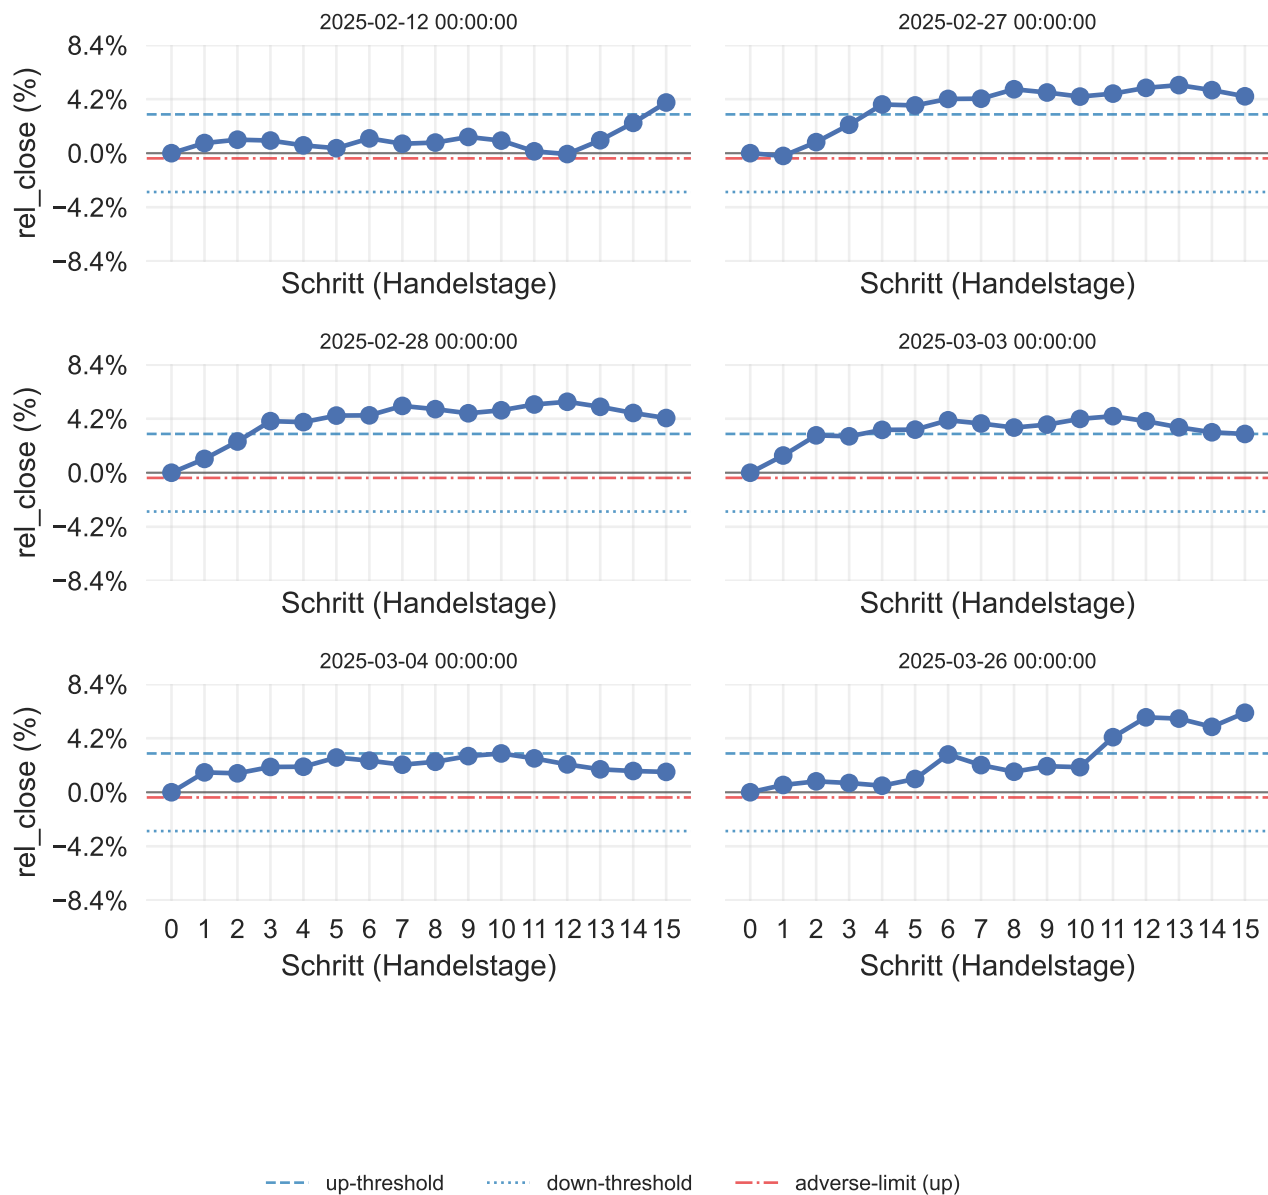 2025-02-12 00:00:00
2025-02-27 00:00:00
8.4%
4.2%
0.0%
−4.2%
−8.4%
rel_close (%)
Schritt (Handelstage)
Schritt (Handelstage)
2025-02-28 00:00:00
2025-03-03 00:00:00
8.4%
4.2%
0.0%
−4.2%
−8.4%
rel_close (%)
Schritt (Handelstage)
Schritt (Handelstage)
2025-03-04 00:00:00
2025-03-26 00:00:00
8.4%
4.2%
0.0%
−4.2%
−8.4%
rel_close (%)
0 1 2 3 4 5 6 7 8 9 10 11 12 13 14 15
0 1 2 3 4 5 6 7 8 9 10 11 12 13 14 15
Schritt (Handelstage)
Schritt (Handelstage)
up-threshold down-threshold adverse-limit (up)